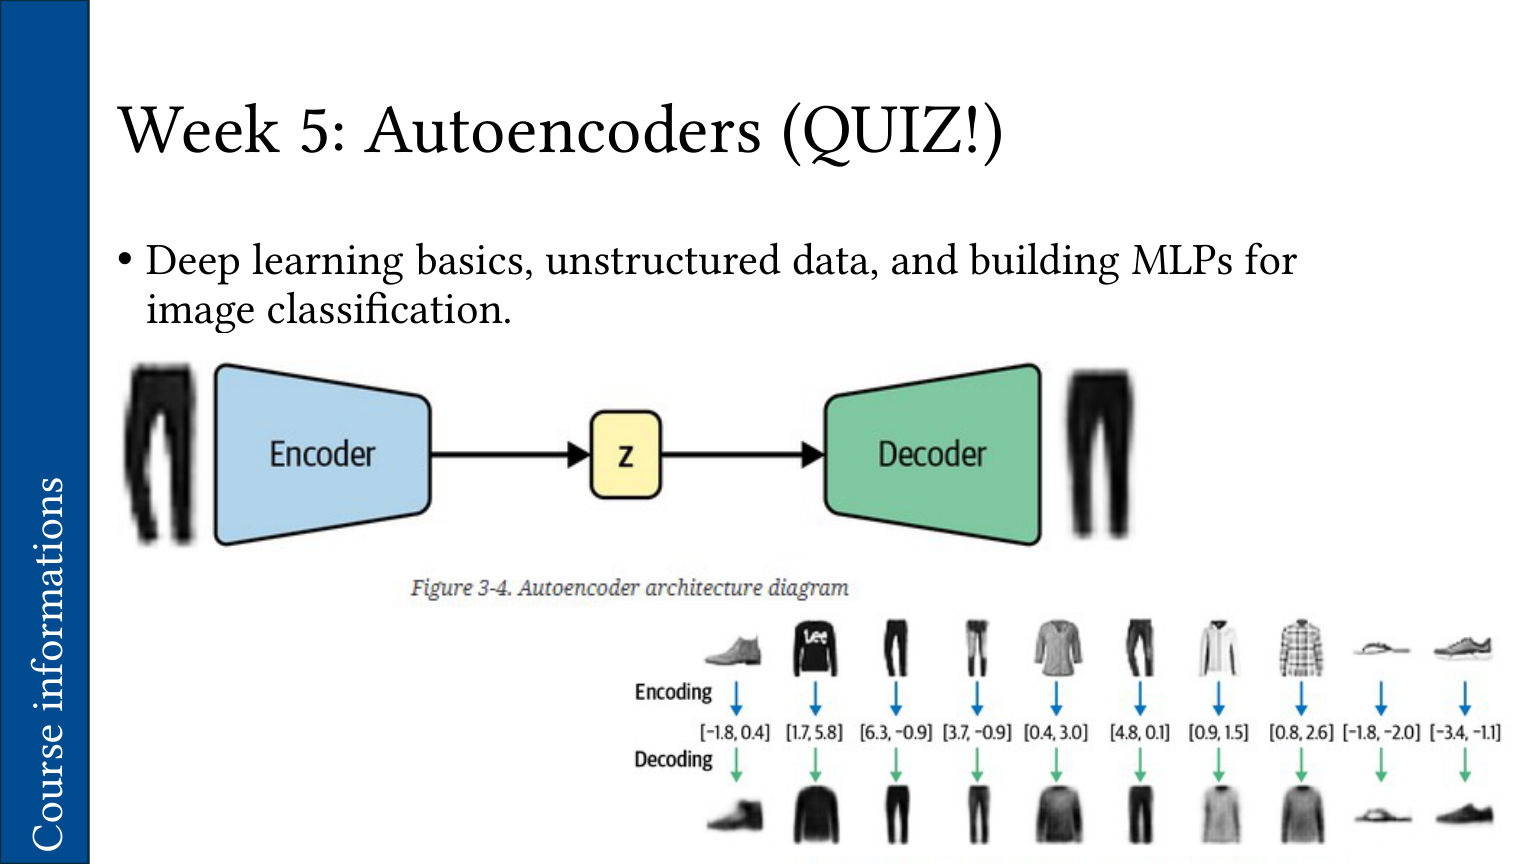 Course informations
Week 5: Autoencoders (QUIZ!)
• Deep learning basics, unstructured data, and building MLPs for
image classification.
Encoder
z
Decoder
Figure 3-4. Autoencoder architecture diagram
Lee
Encoding
[−1.8, 0.4] [1.7, 5.8] [6.3, −0.9] [3.7, −0.9] [0.4, 3.0] [4.8, 0.1] [0.9, 1.5] [0.8, 2.6] [−1.8, −2.0] [−3.4, −1.1]
Decoding